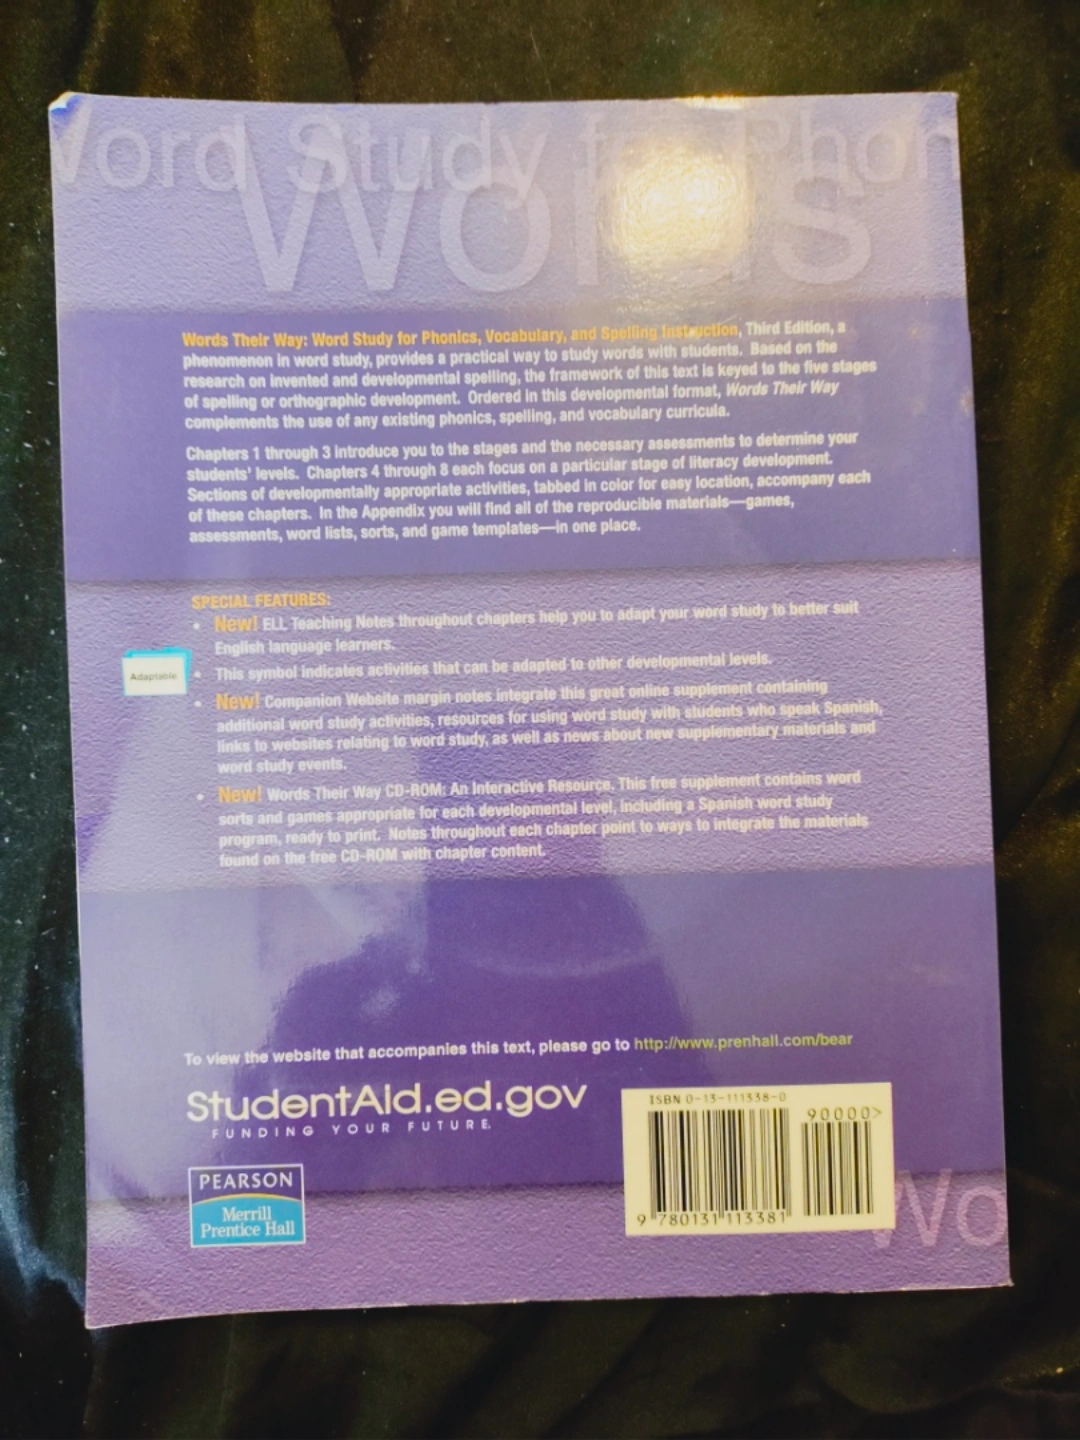 Word Study for Phon
Words
Words Their Way: Word Study for Phonics, Vocabulary, and Spelling Instruction, Third Edition, a
phenomenon in word study, provides a practical way to study words with students. Based on the
research on invented and developmental spelling, the framework of this text is keyed to the five stages
of spelling or orthographic development. Ordered in this developmental format, Words Their Way
complements the use of any existing phonics, spelling, and vocabulary curricula.
Chapters 1 through 3 introduce you to the stages and the necessary assessments to determine your
students' levels. Chapters 4 through 8 each focus on a particular stage of literacy development.
Sections of developmentally appropriate activities, tabbed in color for easy location, accompany each
of these chapters. In the Appendix you will find all of the reproducible materials—games,
assessments, word lists, sorts, and game templates—in one place.
SPECIAL FEATURES:
• New! ELL Teaching Notes throughout chapters help you to adapt your word study to better suit
English language learners.
Adaptable
• This symbol indicates activities that can be adapted to other developmental levels.
• New! Companion Website margin notes integrate this great online supplement containing
additional word study activities, resources for using word study with students who speak Spanish,
links to websites relating to word study, as well as news about new supplementary materials and
word study events.
• New! Words Their Way CD-ROM: An Interactive Resource. This free supplement contains word
sorts and games appropriate for each developmental level, including a Spanish word study
program, ready to print. Notes throughout each chapter point to ways to integrate the materials
found on the free CD-ROM with chapter content.
To view the website that accompanies this text, please go to http://www.prenhall.com/bear
StudentAid.ed.gov
FUNDING YOUR FUTURE.
PEARSON
Merrill
Prentice Hall
ISBN 0-13-111338-0
90000>
9 780131 113381
Wo